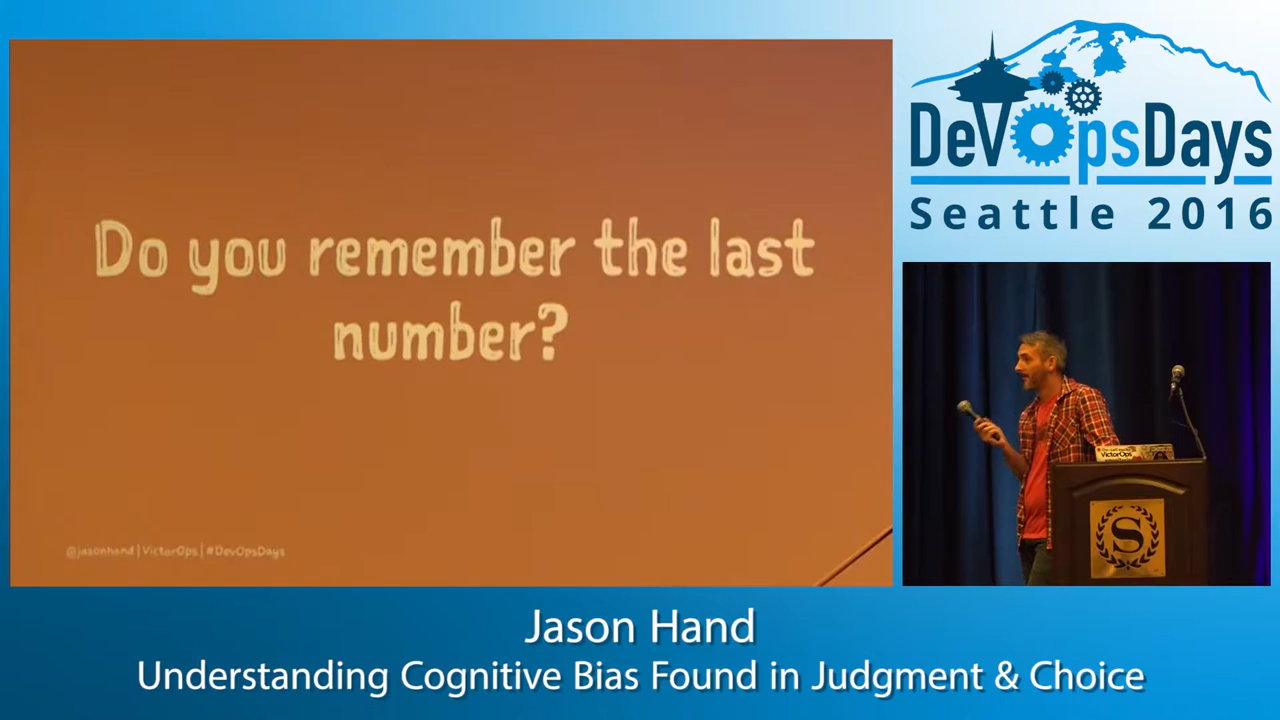 Do you remember the last
number?
@jasonhand | VictorOps | #DevOpsDays
DevOpsDays
Seattle 2016
VictorOps
S
Jason Hand
Understanding Cognitive Bias Found in Judgment & Choice